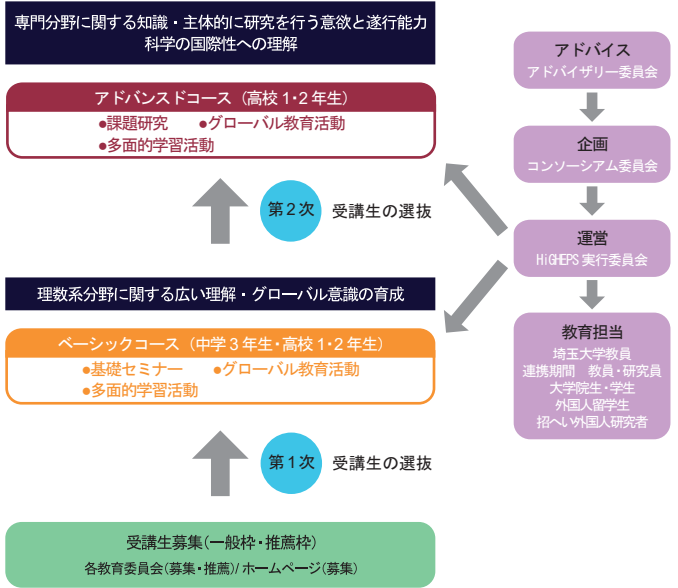 専門分野に関する知識・主体的に研究を行う意欲と遂行能力
科学の国際性への理解
アドバンスドコース（高校1・2年生）
●課題研究　●グローバル教育活動
●多面的学習活動
第2次　受講生の選抜
理数系分野に関する広い理解・グローバル意識の育成
ベーシックコース（中学3年生・高校1・2年生）
●基礎セミナー　●グローバル教育活動
●多面的学習活動
第1次　受講生の選抜
受講生募集（一般枠・推薦枠）
各教育委員会（募集・推薦）/ホームページ（募集）
アドバイス
アドバイザリー委員会
企画
コンソーシアム委員会
運営
HiGHEPS実行委員会
教育担当
埼玉大学教員
連携期間　教員・研究員
大学院生・学生
外国人留学生
招へい外国人研究者